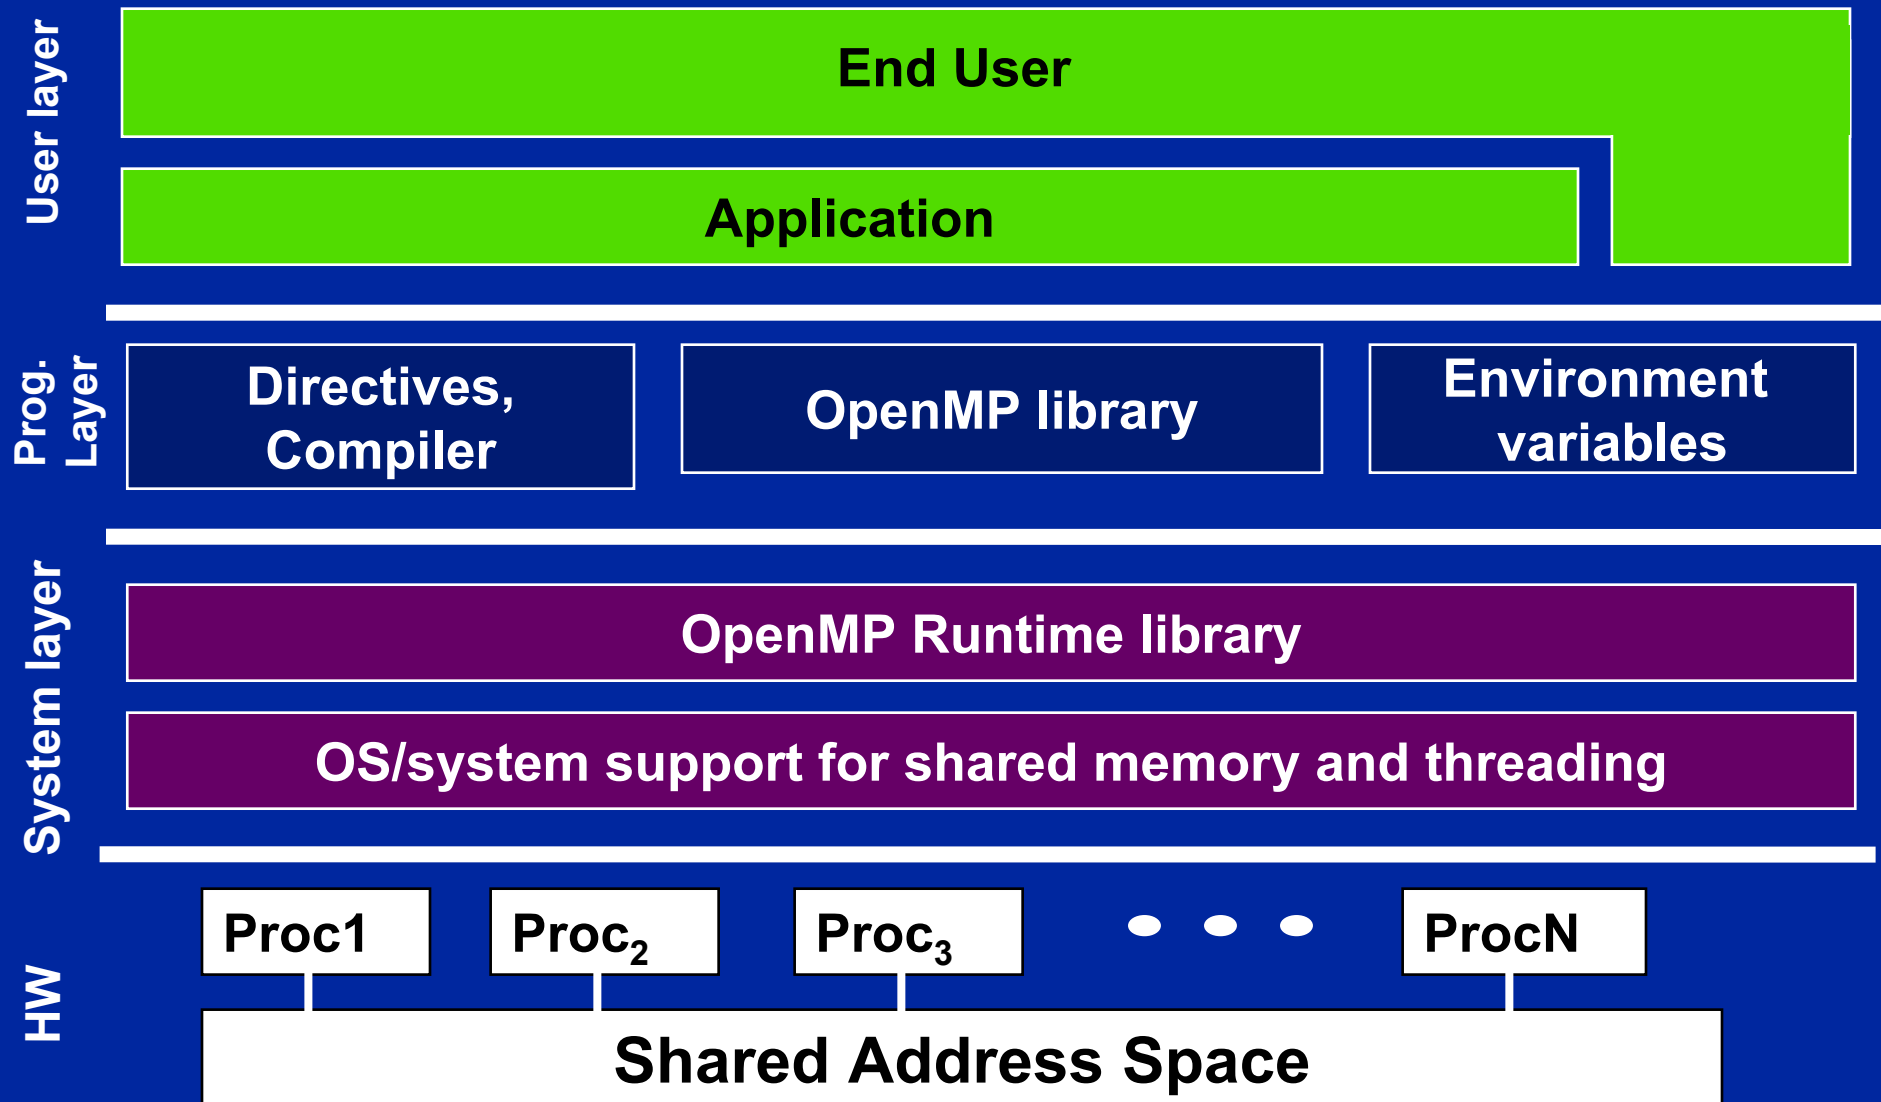 User layer
End User
Application
Prog.
Layer
Directives,
Compiler
OpenMP library
Environment
variables
System layer
OpenMP Runtime library
OS/system support for shared memory and threading
HW
Proc1
Proc₂
Proc₃
ProcN
Shared Address Space